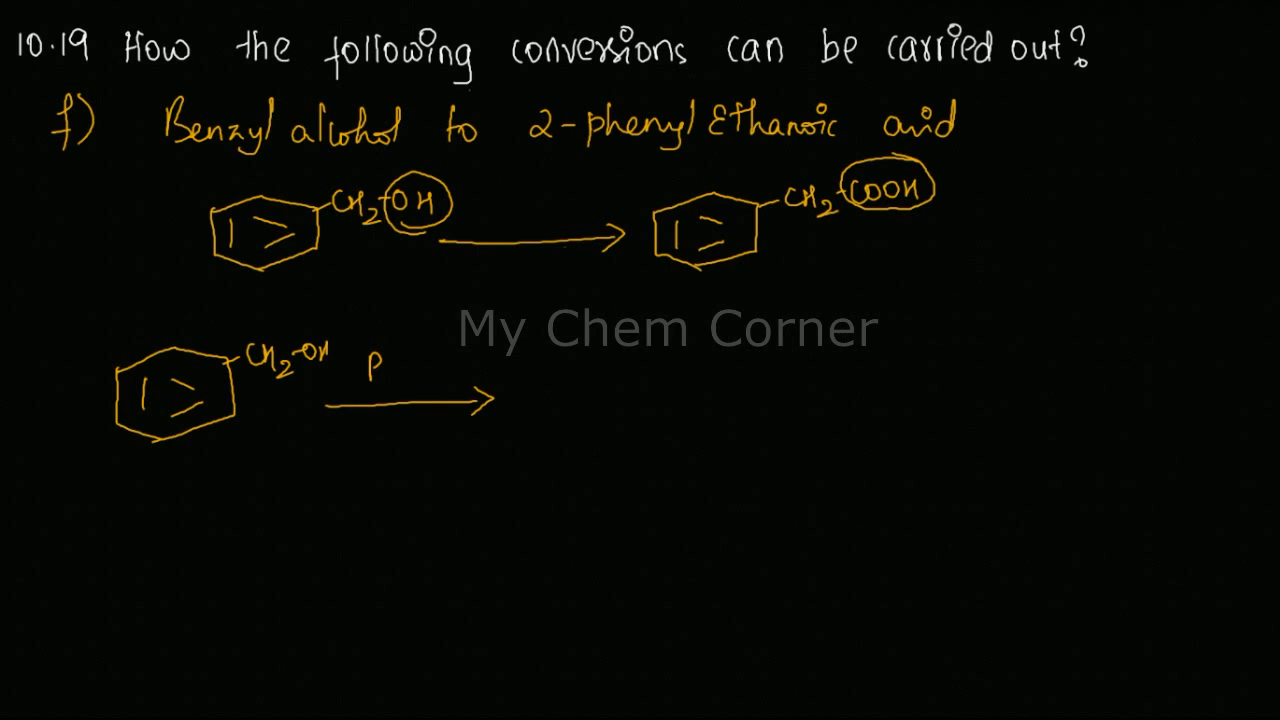 10.19 How the following conversions can be carried out?
f) Benzyl alcohol to 2-phenyl Ethanoic acid
CH2-OH
CH2-COOH
My Chem Corner
CH2-OH
P